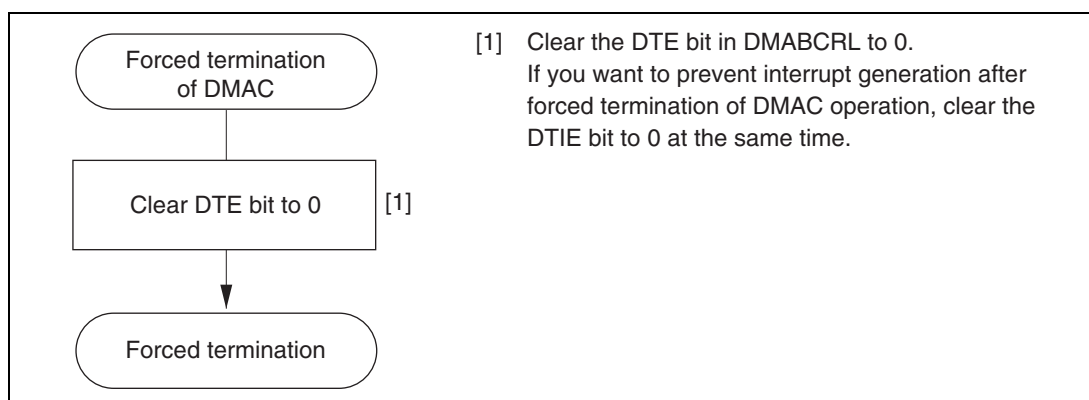 Forced termination
of DMAC
Clear DTE bit to 0
[1]
Forced termination
[1] Clear the DTE bit in DMABCRL to 0.
If you want to prevent interrupt generation after
forced termination of DMAC operation, clear the
DTIE bit to 0 at the same time.